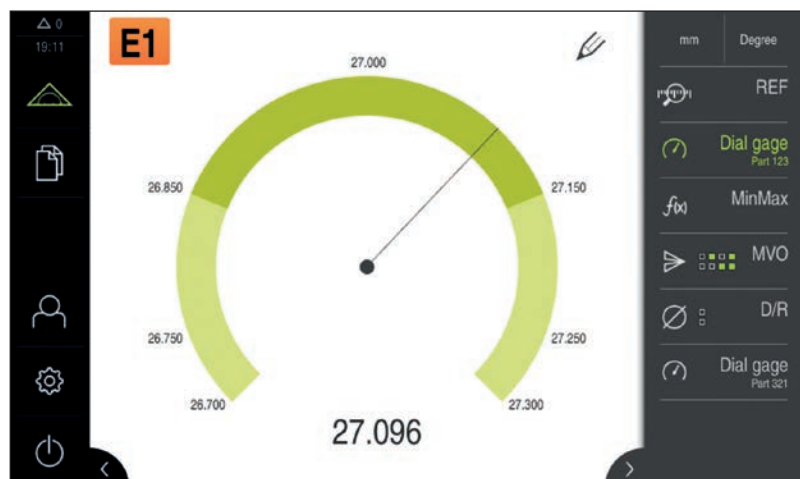 0
19:11
E1
27.000
26.850
27.150
26.750
27.250
26.700
27.300
27.096
mm Degree
REF
Dial gage
Part 123
f(x) MinMax
MVO
D/R
Dial gage
Part 321